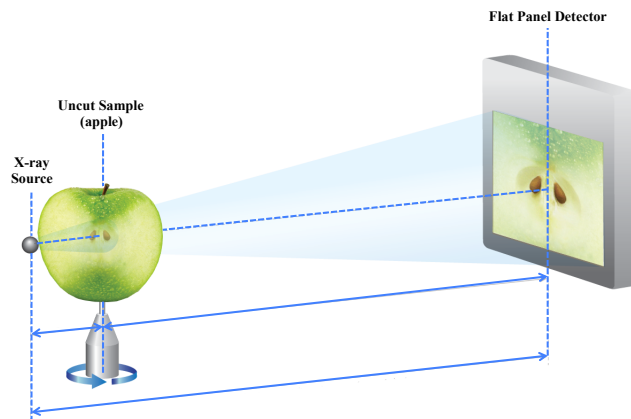 Flat Panel Detector
Uncut Sample
(apple)
X-ray
Source